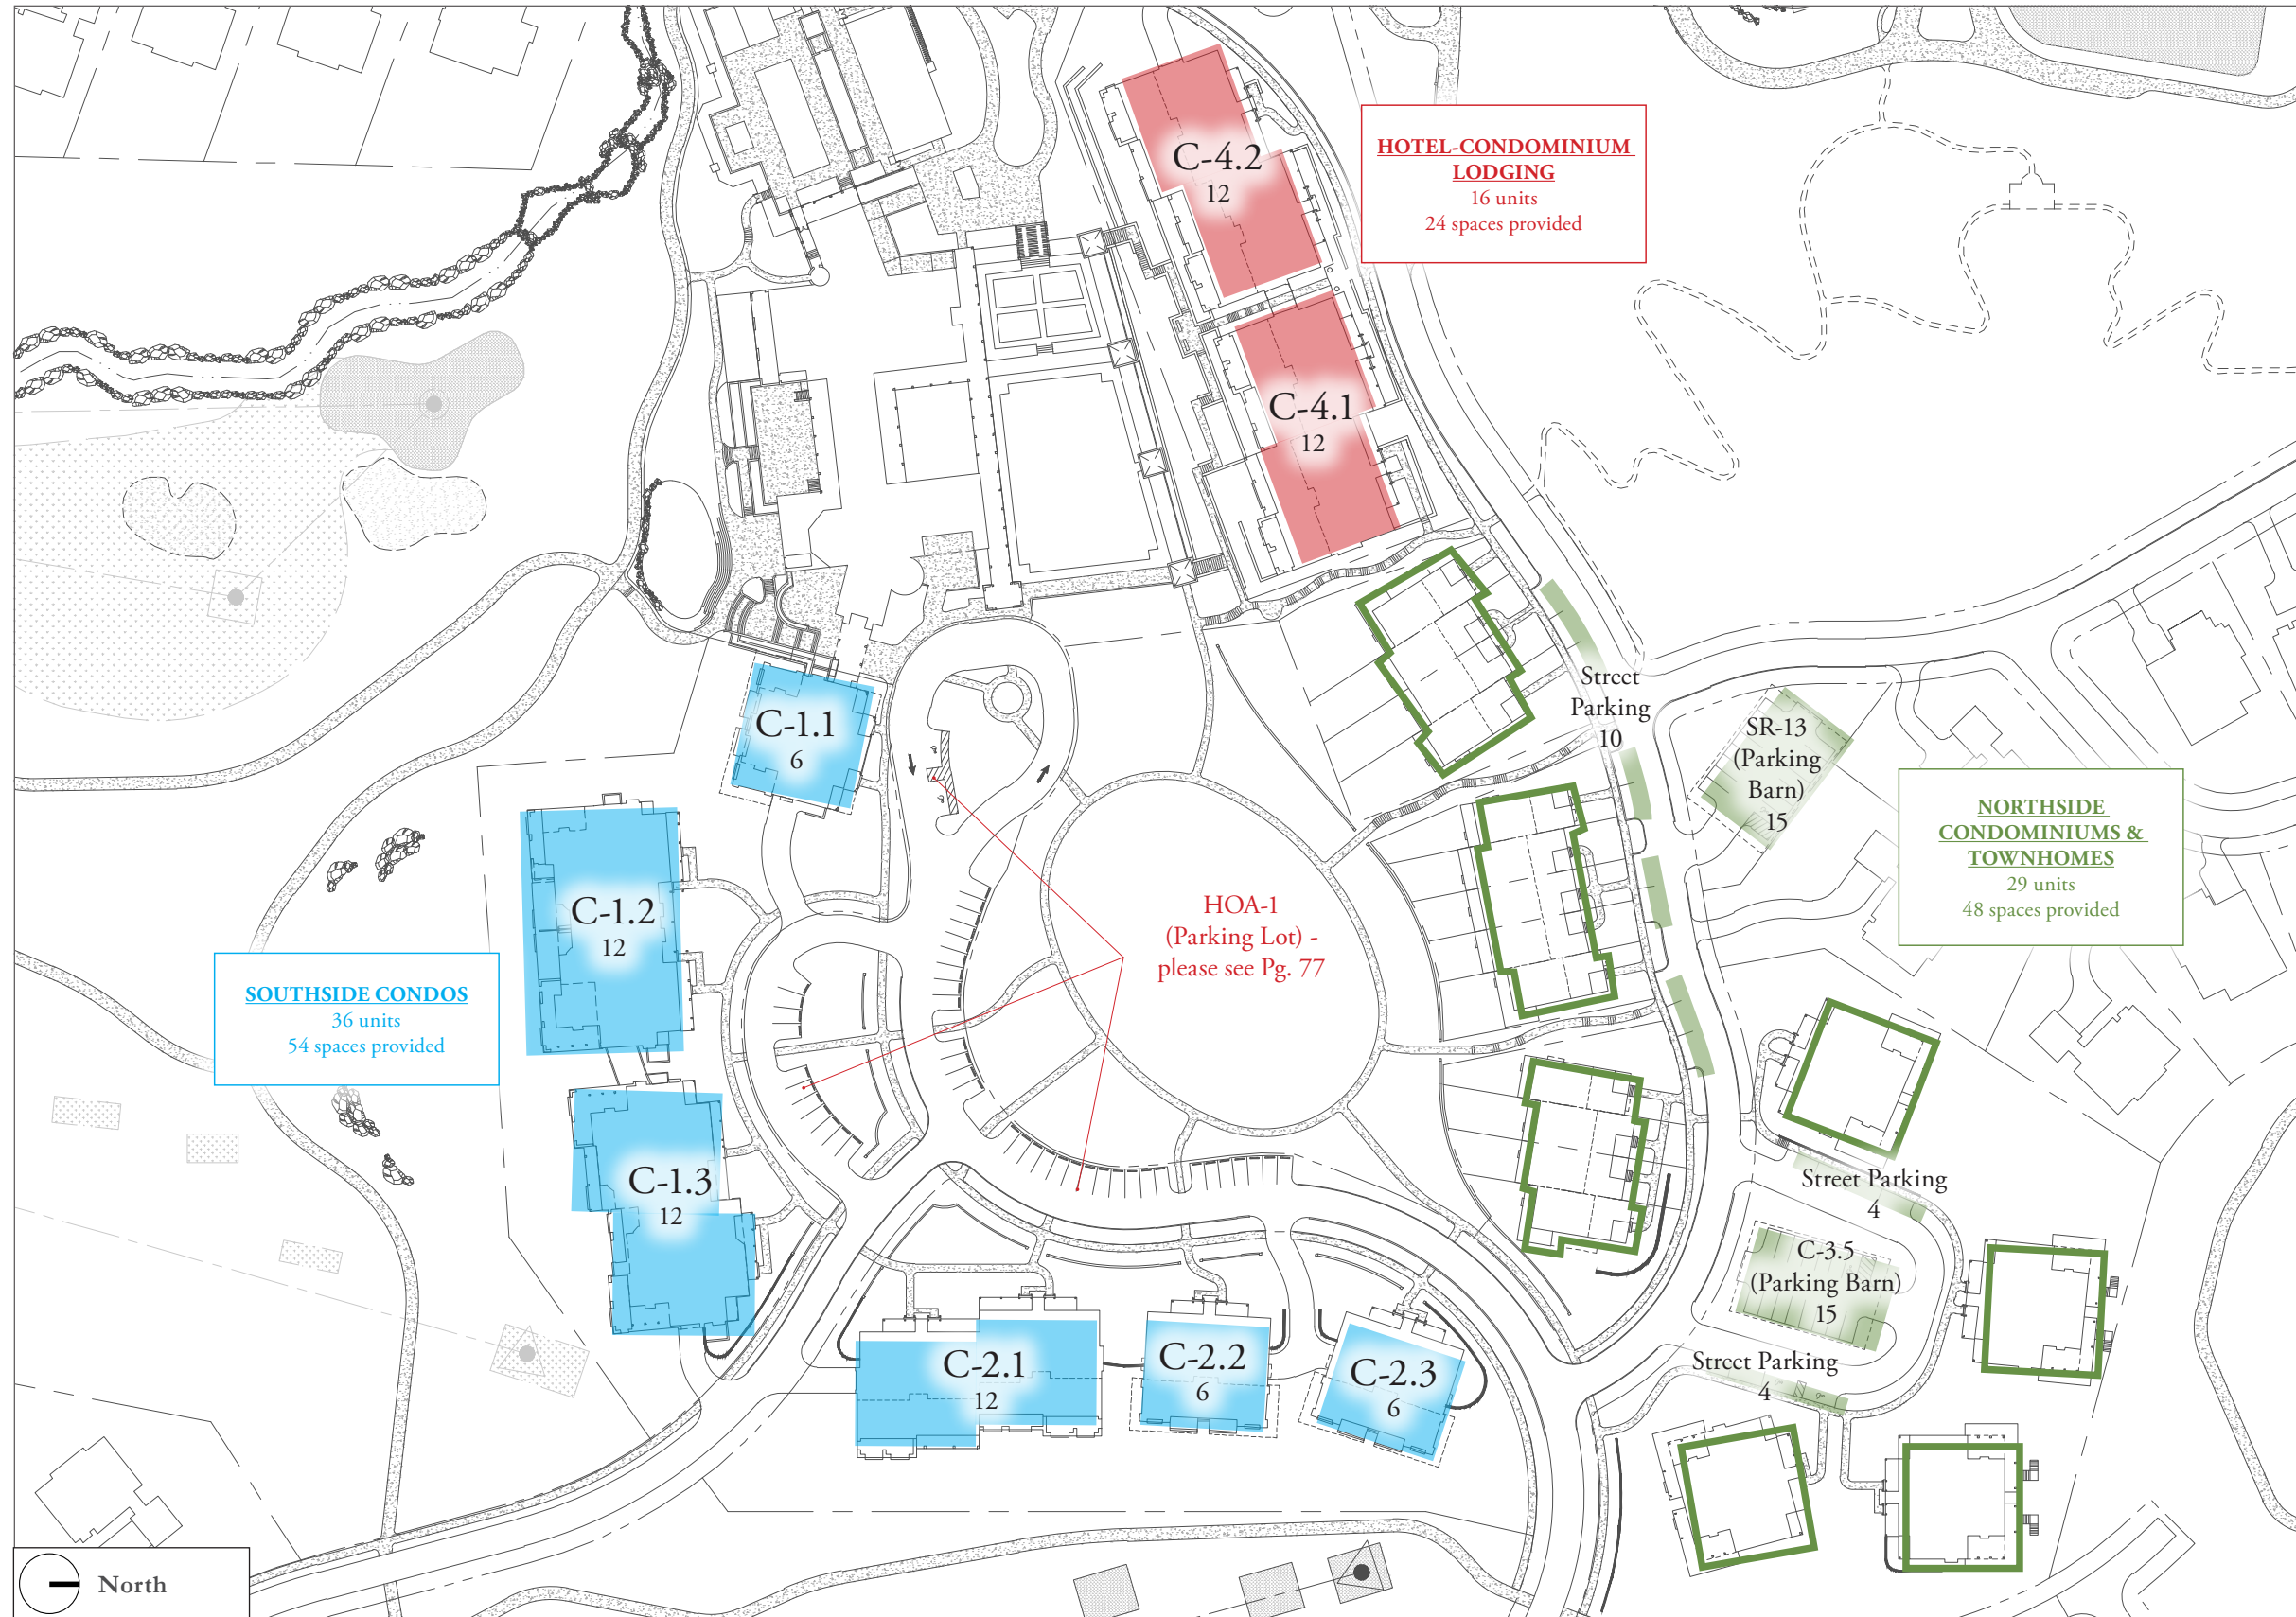 C-4.2
12
HOTEL-CONDOMINIUM
LODGING
16 units
24 spaces provided
C-4.1
12
Street
Parking
10
C-1.1
6
SR-13
(Parking
Barn)
15
NORTHSIDE
CONDOMINIUMS &
TOWNHOMES
29 units
48 spaces provided
C-1.2
12
HOA-1
(Parking Lot) -
please see Pg. 77
SOUTHSIDE CONDOS
36 units
54 spaces provided
C-1.3
12
Street Parking
4
C-3.5
(Parking Barn)
15
Street Parking
4
C-2.1
12
C-2.2
6
C-2.3
6
North